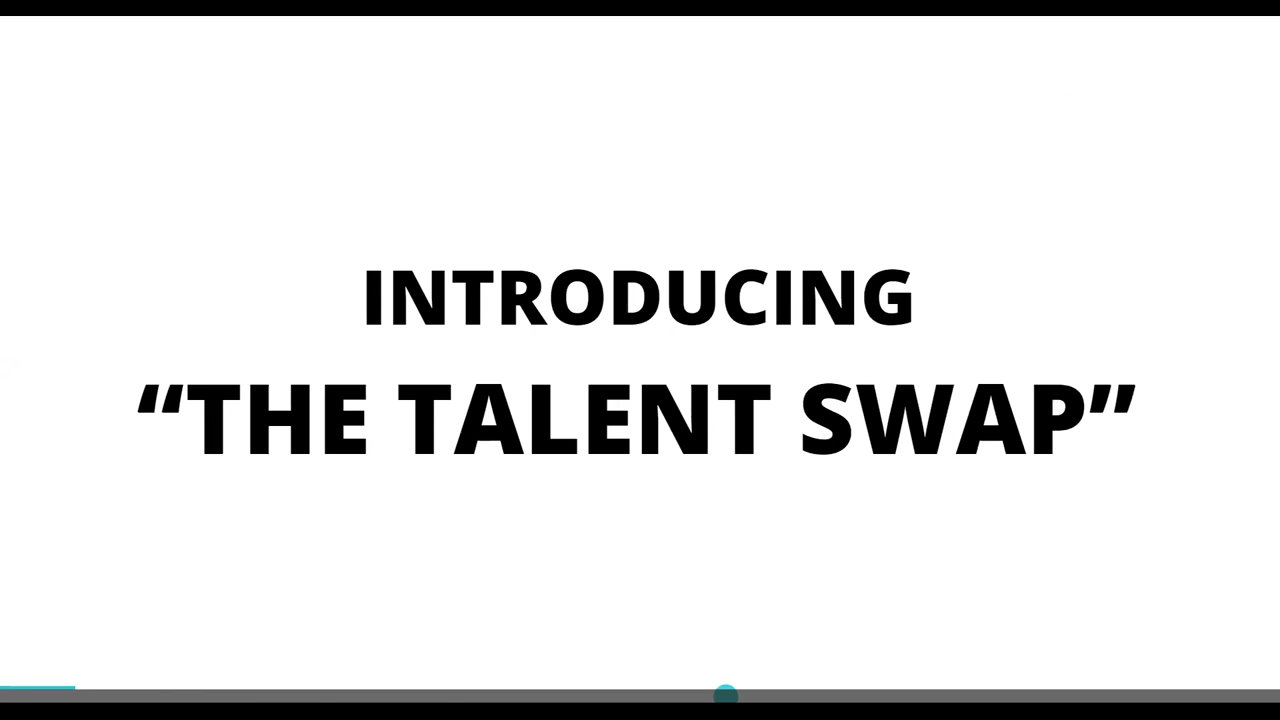 INTRODUCING
“THE TALENT SWAP”